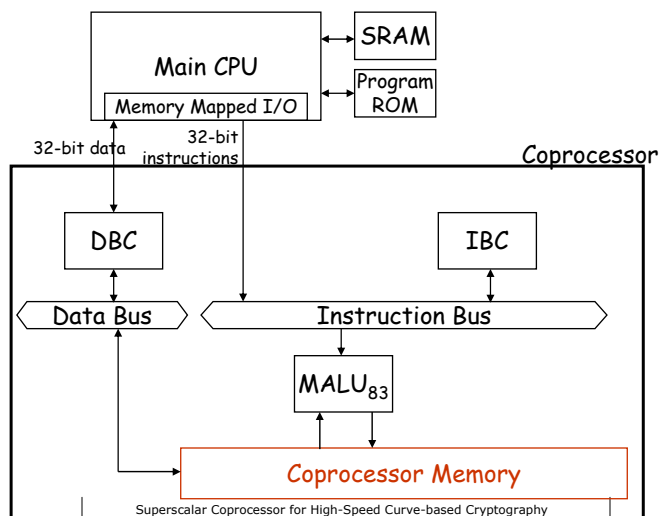 Main CPU
SRAM
Program
ROM
Memory Mapped I/O
32-bit data
32-bit
instructions
Coprocessor
DBC
IBC
Data Bus
Instruction Bus
MALU83
Coprocessor Memory
Superscalar Coprocessor for High-Speed Curve-based Cryptography